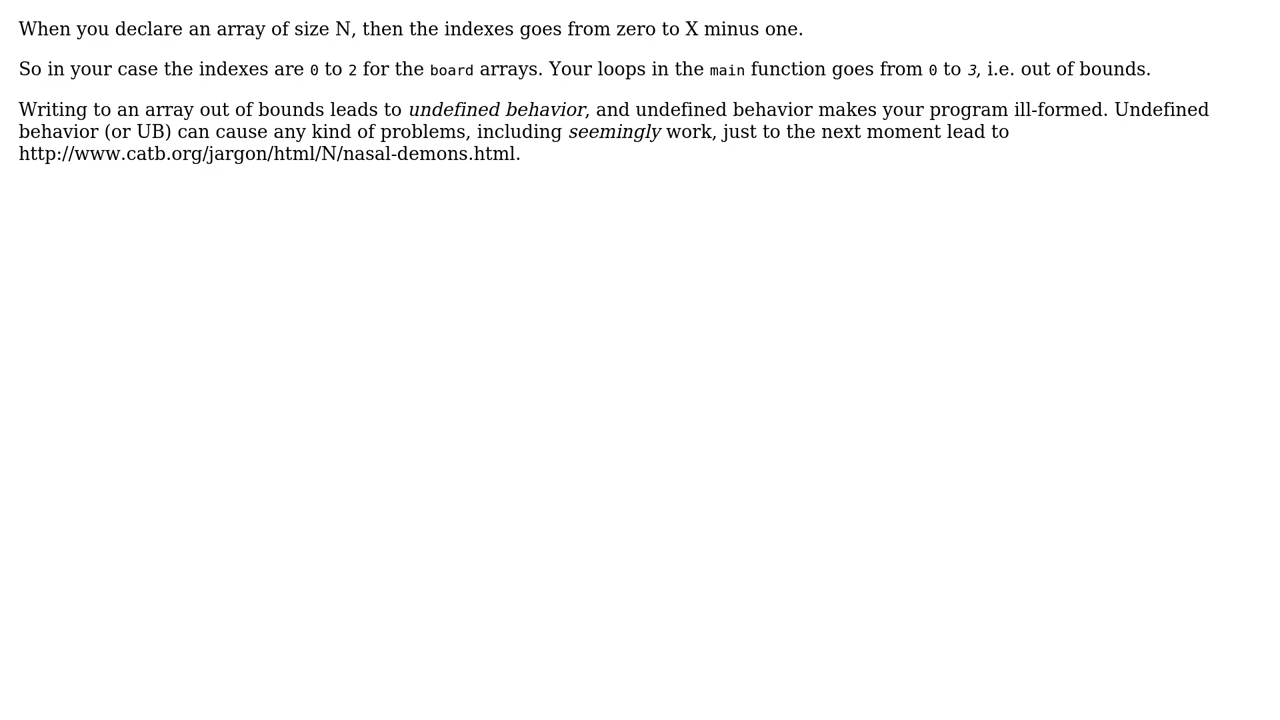 When you declare an array of size N, then the indexes goes from zero to X minus one.
So in your case the indexes are 0 to 2 for the board arrays. Your loops in the main function goes from 0 to 3, i.e. out of bounds.
Writing to an array out of bounds leads to undefined behavior, and undefined behavior makes your program ill-formed. Undefined
behavior (or UB) can cause any kind of problems, including seemingly work, just to the next moment lead to
http://www.catb.org/jargon/html/N/nasal-demons.html.